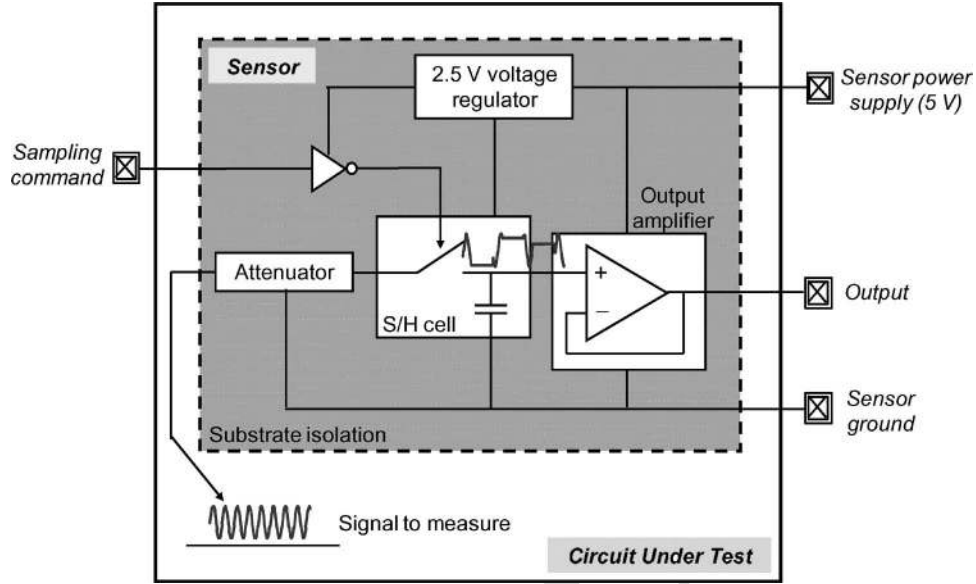 Sensor
2.5 V voltage
regulator
Sensor power
supply (5 V)
Sampling
command
Output
amplifier
Attenuator
S/H cell
+
−
Output
Sensor
ground
Substrate isolation
Signal to measure
Circuit Under Test